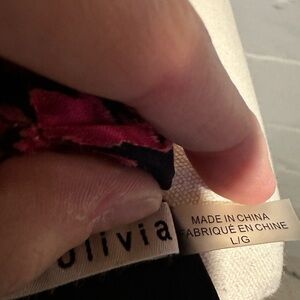 olivia
MADE IN CHINA
FABRIQUÉ EN CHINE
L/G